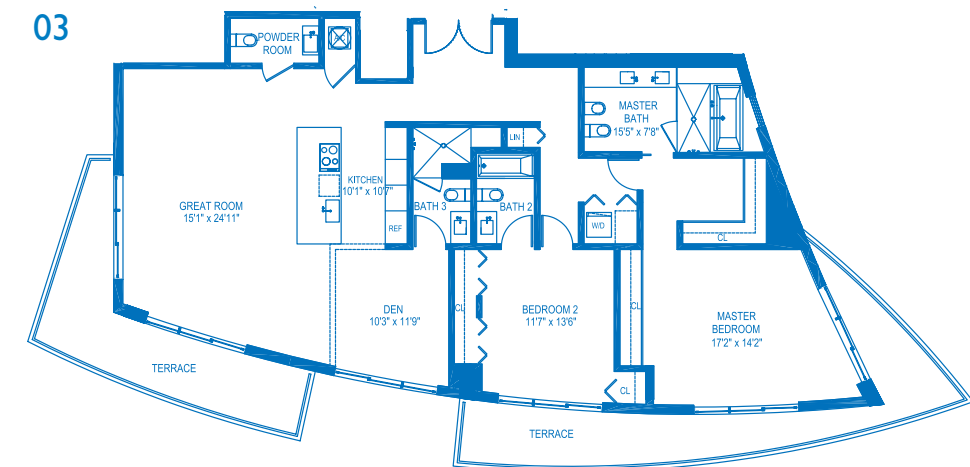 03
POWDER
ROOM
A/C
MASTER
BATH
15'5" x 7'8"
LIN
KITCHEN
10'1" x 10'7"
GREAT ROOM
15'1" x 24'11"
BATH 3
BATH 2
REF
W/D
CL
DEN
10'3" x 11'9"
CL
BEDROOM 2
11'7" x 13'6"
CL
MASTER
BEDROOM
17'2" x 14'2"
TERRACE
CL
TERRACE